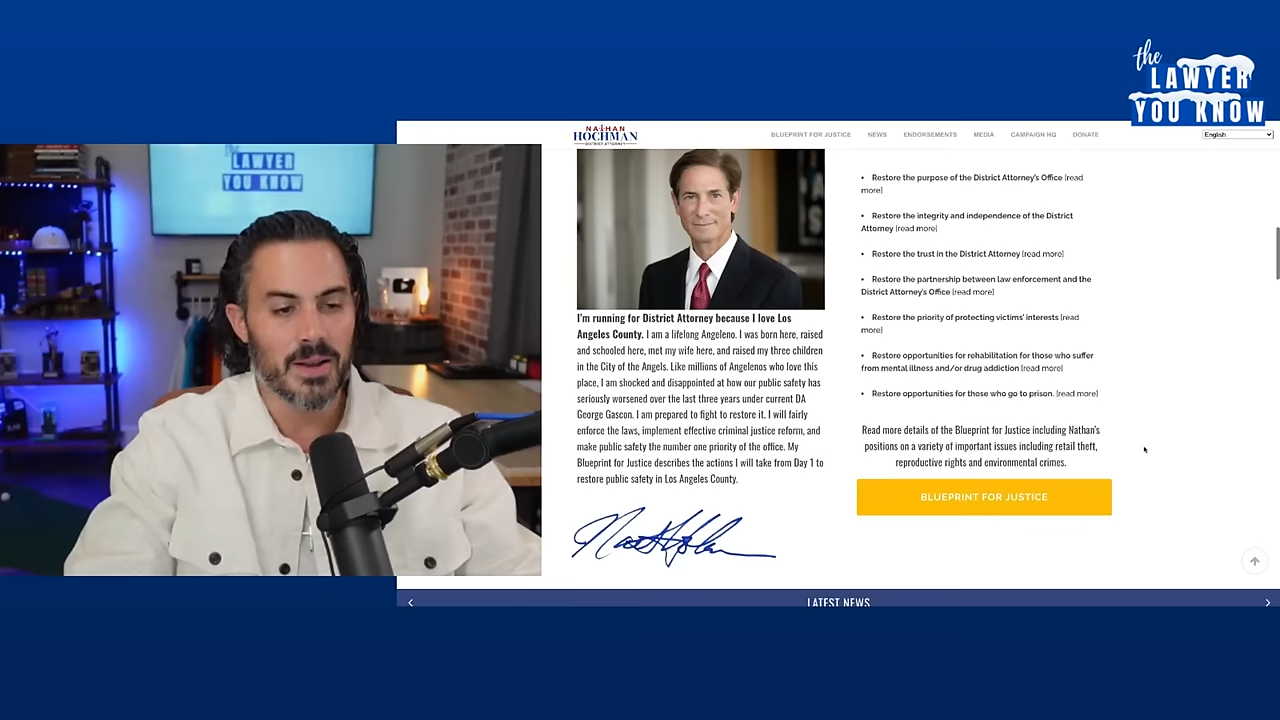 the
LAWYER
YOU KNOW
NATHAN
HOCHMAN
DISTRICT ATTORNEY
BLUEPRINT FOR JUSTICE NEWS ENDORSEMENTS MEDIA CAMPAIGN HQ DONATE
English
LAWYER
YOU KNOW
I'm running for District Attorney because I love Los
Angeles County. I am a lifelong Angeleno. I was born here, raised
and schooled here, met my wife here, and raised my three children
in the City of the Angels. Like millions of Angelenos who love this
place, I am shocked and disappointed at how our public safety has
seriously worsened over the last three years under current DA
George Gascon. I am prepared to fight to restore it. I will fairly
enforce the laws, implement effective criminal justice reform, and
make public safety the number one priority of the office. My
Blueprint for Justice describes the actions I will take from Day 1 to
restore public safety in Los Angeles County.
• Restore the purpose of the District Attorney's Office [read
more]
• Restore the integrity and independence of the District
Attorney [read more]
• Restore the trust in the District Attorney [read more]
• Restore the partnership between law enforcement and the
District Attorney's Office [read more]
• Restore the priority of protecting victims' interests [read
more]
• Restore opportunities for rehabilitation for those who suffer
from mental illness and/or drug addiction [read more]
• Restore opportunities for those who go to prison. [read more]
Read more details of the Blueprint for Justice including Nathan's
positions on a variety of important issues including retail theft,
reproductive rights and environmental crimes.
BLUEPRINT FOR JUSTICE
LATEST NEWS